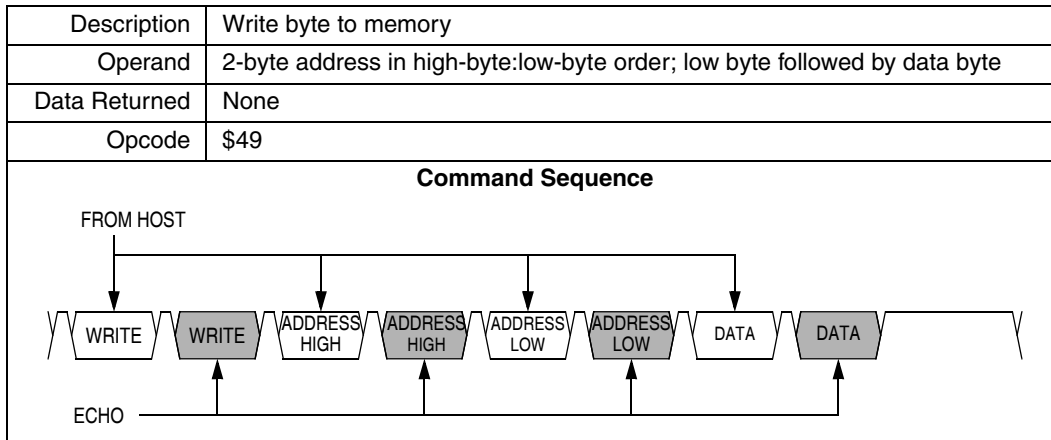 Description Write byte to memory
Operand 2-byte address in high-byte:low-byte order; low byte followed by data byte
Data Returned None
Opcode $49
Command Sequence
FROM HOST
WRITE WRITE ADDRESS HIGH ADDRESS HIGH ADDRESS LOW ADDRESS LOW DATA DATA
ECHO